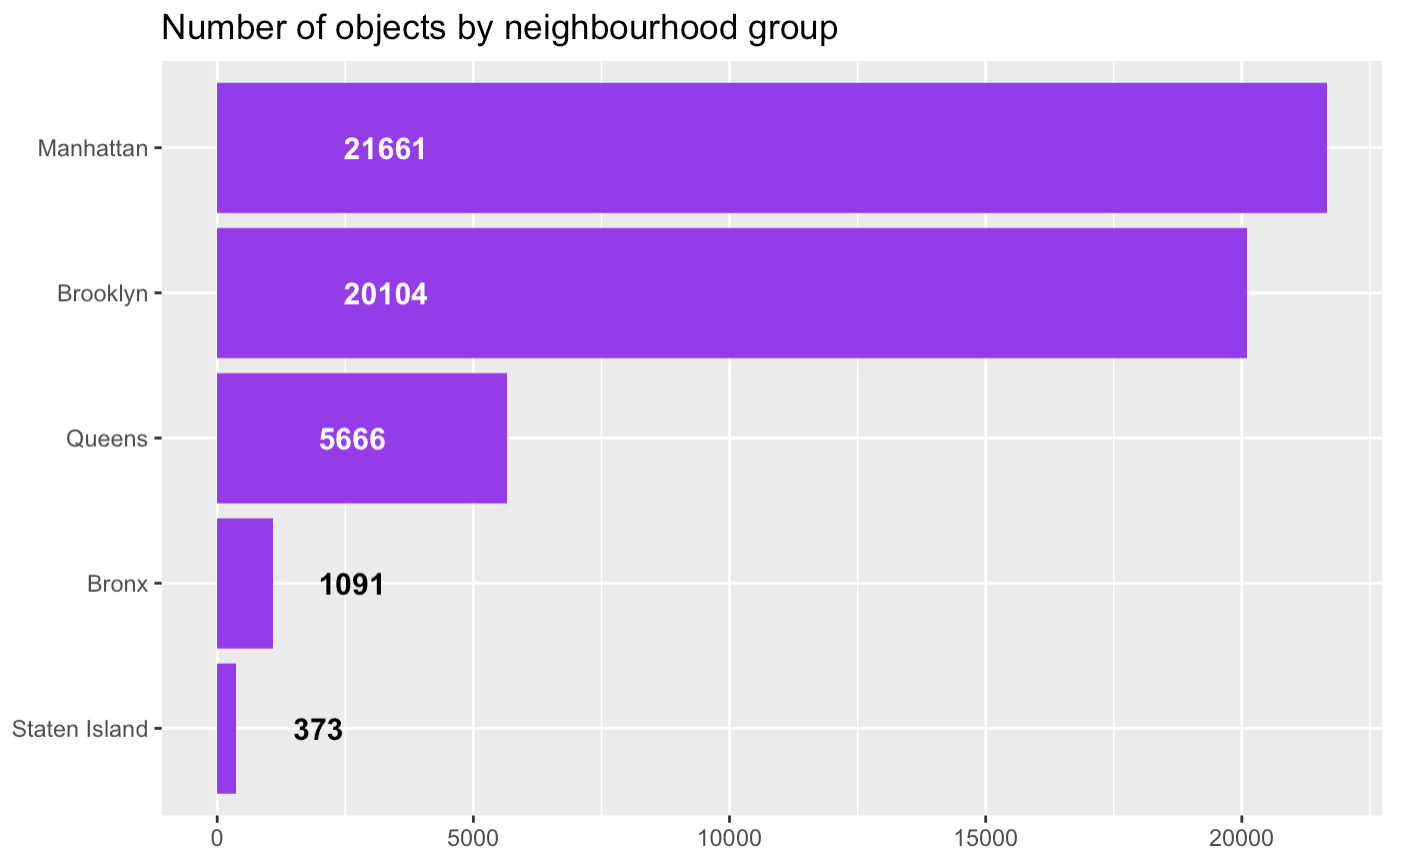 Number of objects by neighbourhood group
Manhattan 21661
Brooklyn 20104
Queens 5666
Bronx 1091
Staten Island 373
0 5000 10000 15000 20000